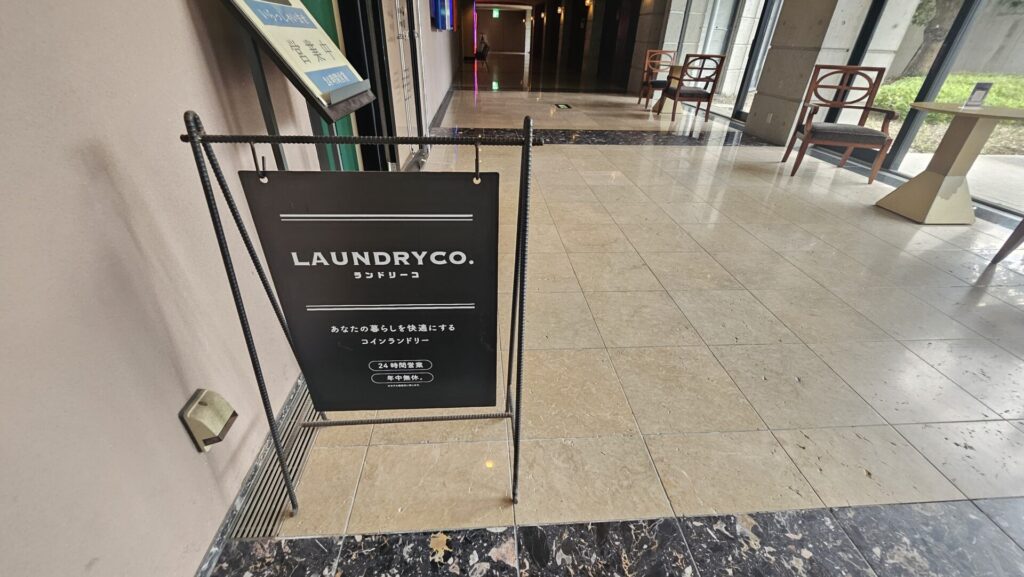 LAUNDRYCO.
ランドリーコ
あなたの暮らしを快適にする
コインランドリー
24時間営業
年中無休。